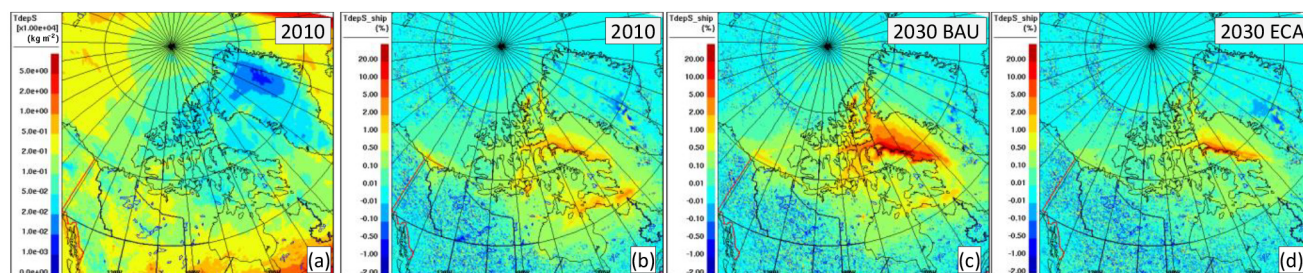 TdepS
[x1.00e+04]
(kg m-2)
5.0e+00
2.0e+00
1.0e+00
5.0e-01
2.0e-01
1.0e-01
5.0e-02
2.0e-02
1.0e-02
1.0e-03
0.0e+00
2010
(a)
TdepS_ship
(%)
20.00
10.00
5.00
2.00
1.00
0.50
0.10
0.01
-0.01
-0.10
-0.50
-1.00
-2.00
2010
(b)
TdepS_ship
(%)
20.00
10.00
5.00
2.00
1.00
0.50
0.10
0.01
-0.01
-0.10
-0.50
-1.00
-2.00
2030 BAU
(c)
TdepS_ship
(%)
20.00
10.00
5.00
2.00
1.00
0.50
0.10
0.01
-0.01
-0.10
-0.50
-1.00
-2.00
2030 ECA
(d)